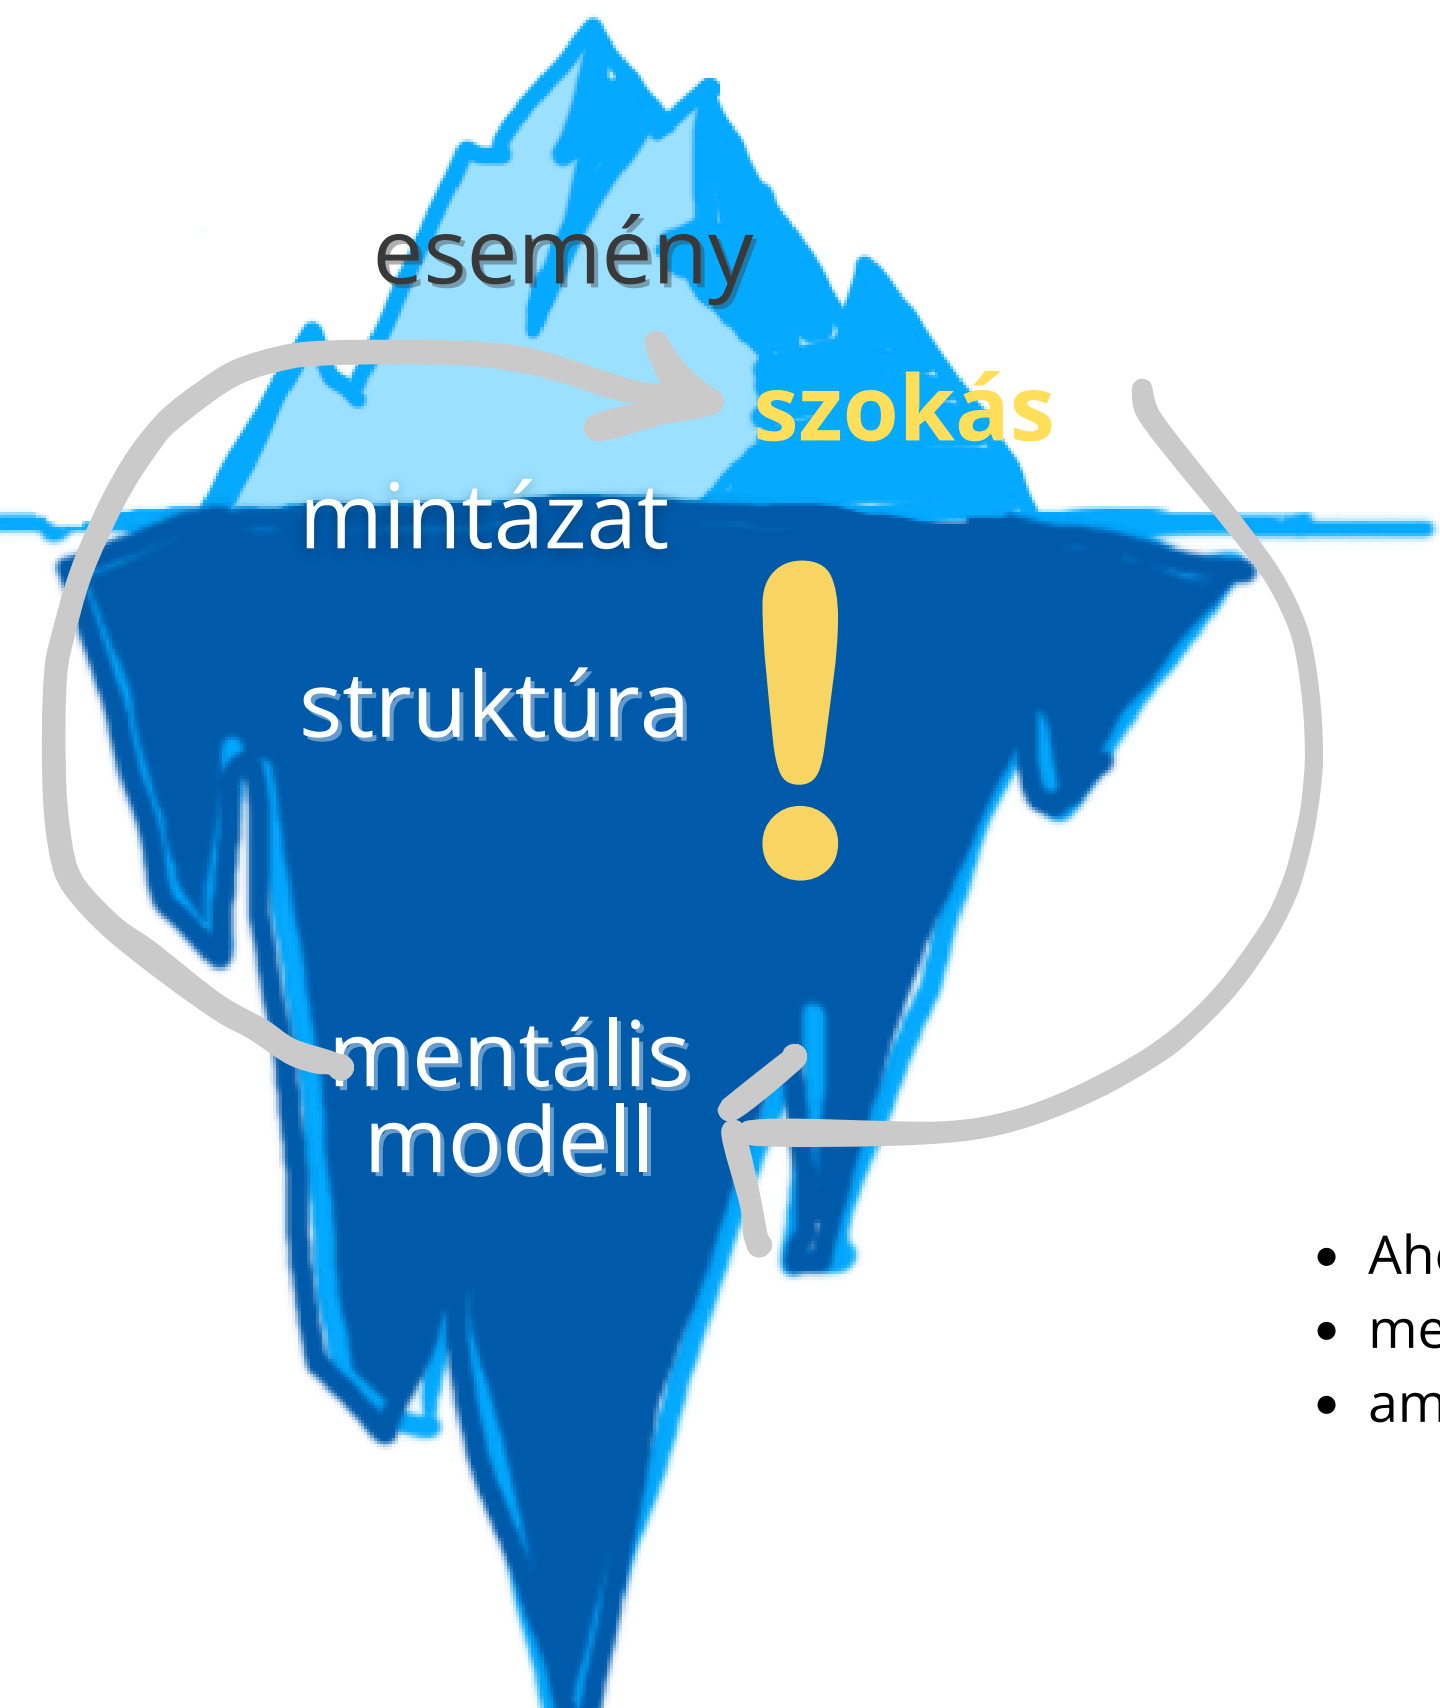 esemény
szokás
mintázat
struktúra
!
mentális
modell